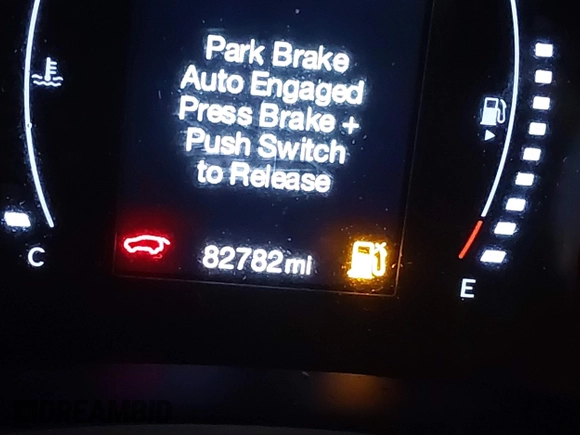 Park Brake
Auto Engaged
Press Brake +
Push Switch
to Release
82782 mi
C
E